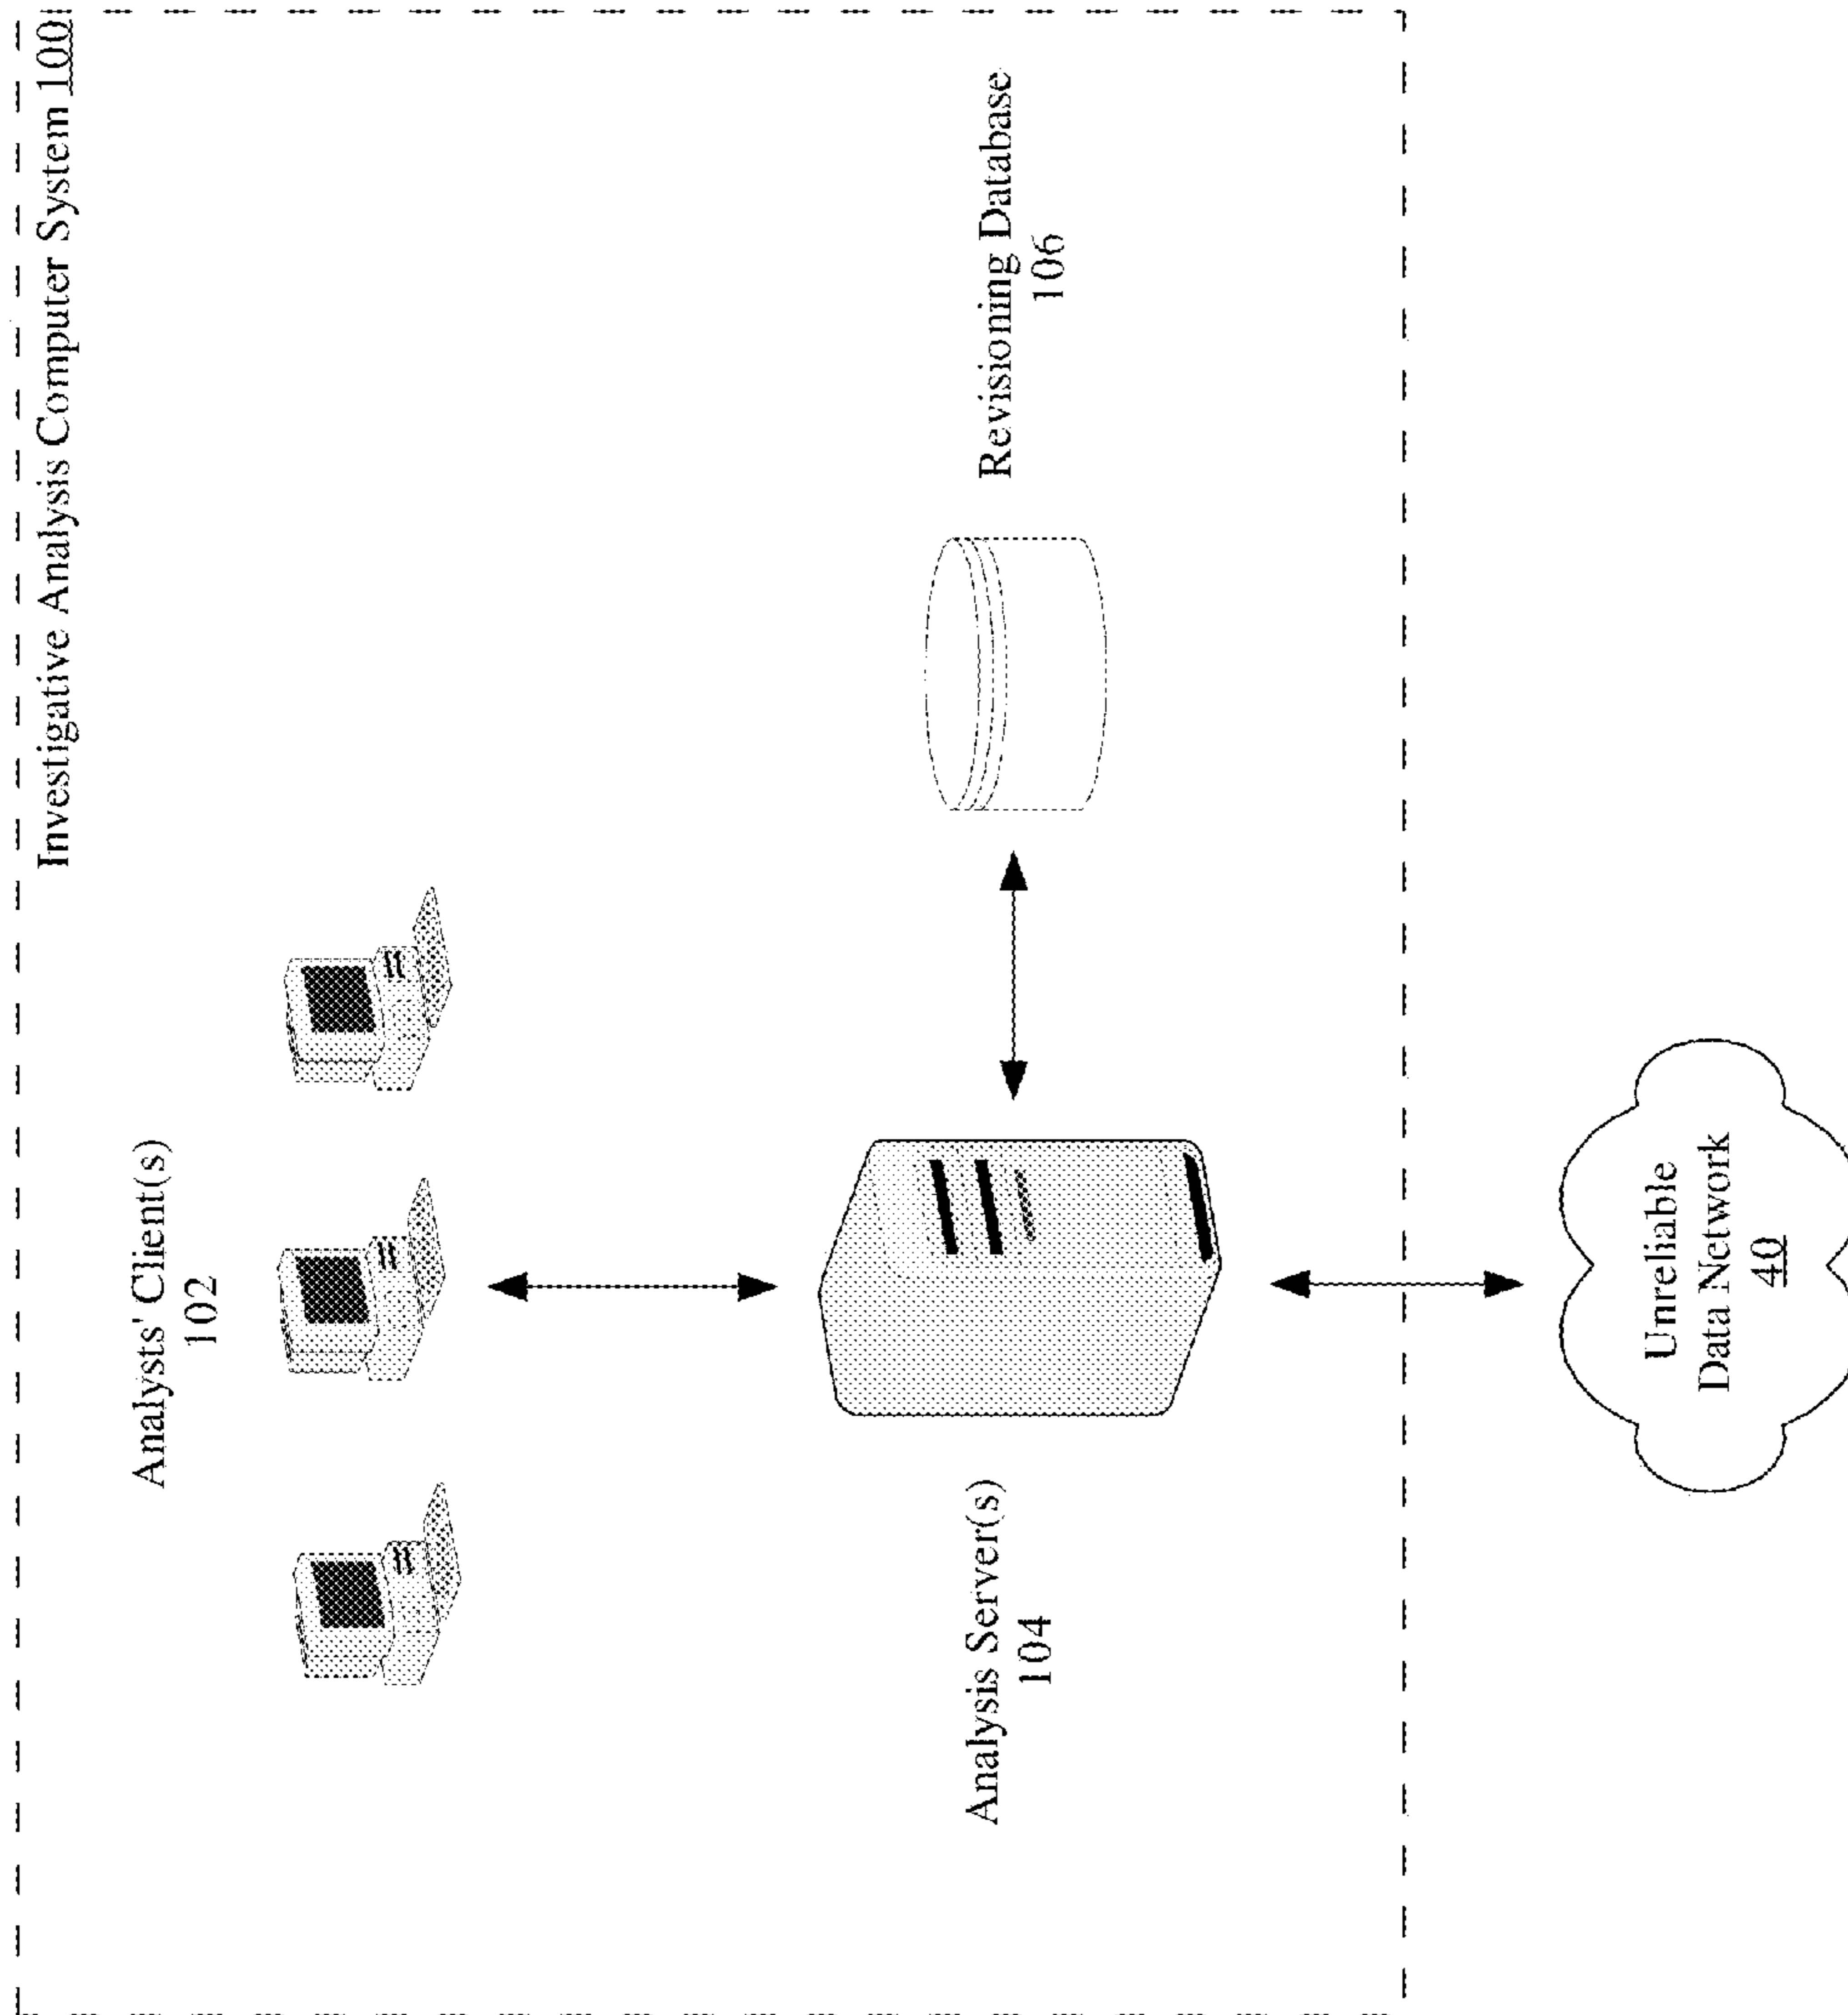 Investigative Analysis Computer System 100
Analysts' Client(s)
102
Analysis Server(s)
104
Revisioning Database
106
Unreliable
Data Network
40